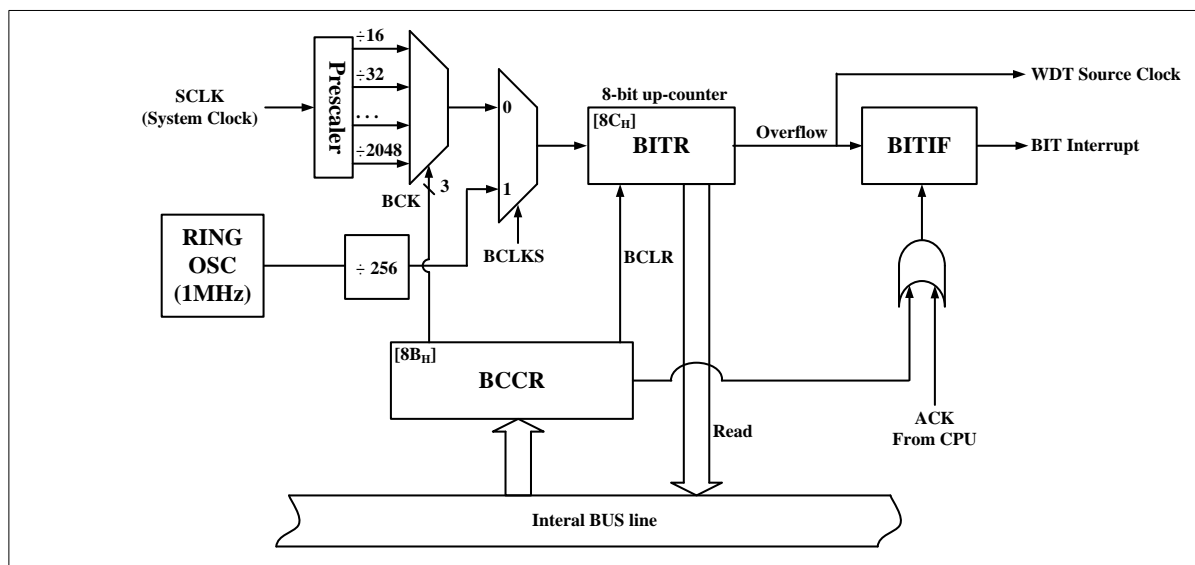 ÷16
÷32
...
÷2048
Prescaler
SCLK
(System Clock)
BCK
3
0
1
BCLKS
RING
OSC
(1MHz)
÷ 256
8-bit up-counter
[8CH]
BITR
Overflow
WDT Source Clock
BITIF
BIT Interrupt
BCLR
[8BH]
BCCR
Read
ACK
From CPU
Interal BUS line